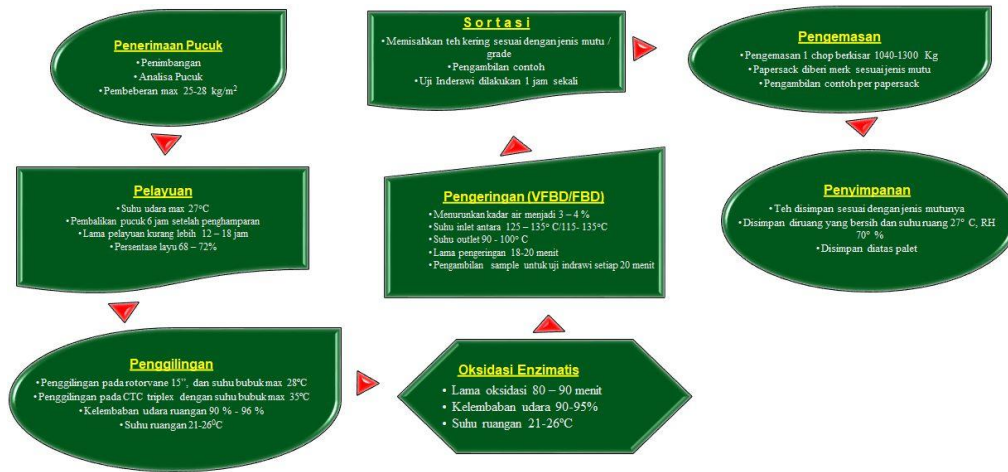 Penerimaan Pucuk
•Penimbangan
•Analisa Pucuk
•Pembeberan max 25-28 kg/m²
Pelayuan
•Suhu udara max 27°C
•Pembalikan pucuk 6 jam setelah penghamparan
•Lama pelayuan kurang lebih 12 – 18 jam
•Persentase layu 68 – 72%
Penggilingan
•Penggilingan pada rotorvane 15”, dan suhu bubuk max 28°C
•Penggilingan pada CTC triplex dengan suhu bubuk max 35°C
•Kelembaban udara ruangan 90 % - 96 %
•Suhu ruangan 21-26⁰C
Oksidasi Enzimatis
• Lama oksidasi 80 – 90 menit
• Kelembaban udara 90-95%
• Suhu ruangan 21-26°C
Pengeringan (VFBD/FBD)
•Menurunkan kadar air menjadi 3 – 4 %
•Suhu inlet antara 125 – 135° C/115- 135°C
•Suhu outlet 90 - 100° C
•Lama pengeringan 18-20 menit
•Pengambilan sample untuk uji indrawi setiap 20 menit
S o r t a s i
•Memisahkan teh kering sesuai dengan jenis mutu /
grade
•Pengambilan contoh
•Uji Inderawi dilakukan 1 jam sekali
Pengemasan
•Pengemasan 1 chop berkisar 1040-1300 Kg
•Papersack diberi merk sesuai jenis mutu
•Pengambilan contoh per papersack
Penyimpanan
•Teh disimpan sesuai dengan jenis mutunya
•Disimpan diruang yang bersih dan suhu ruang 27° C, RH
70° %
•Disimpan diatas palet